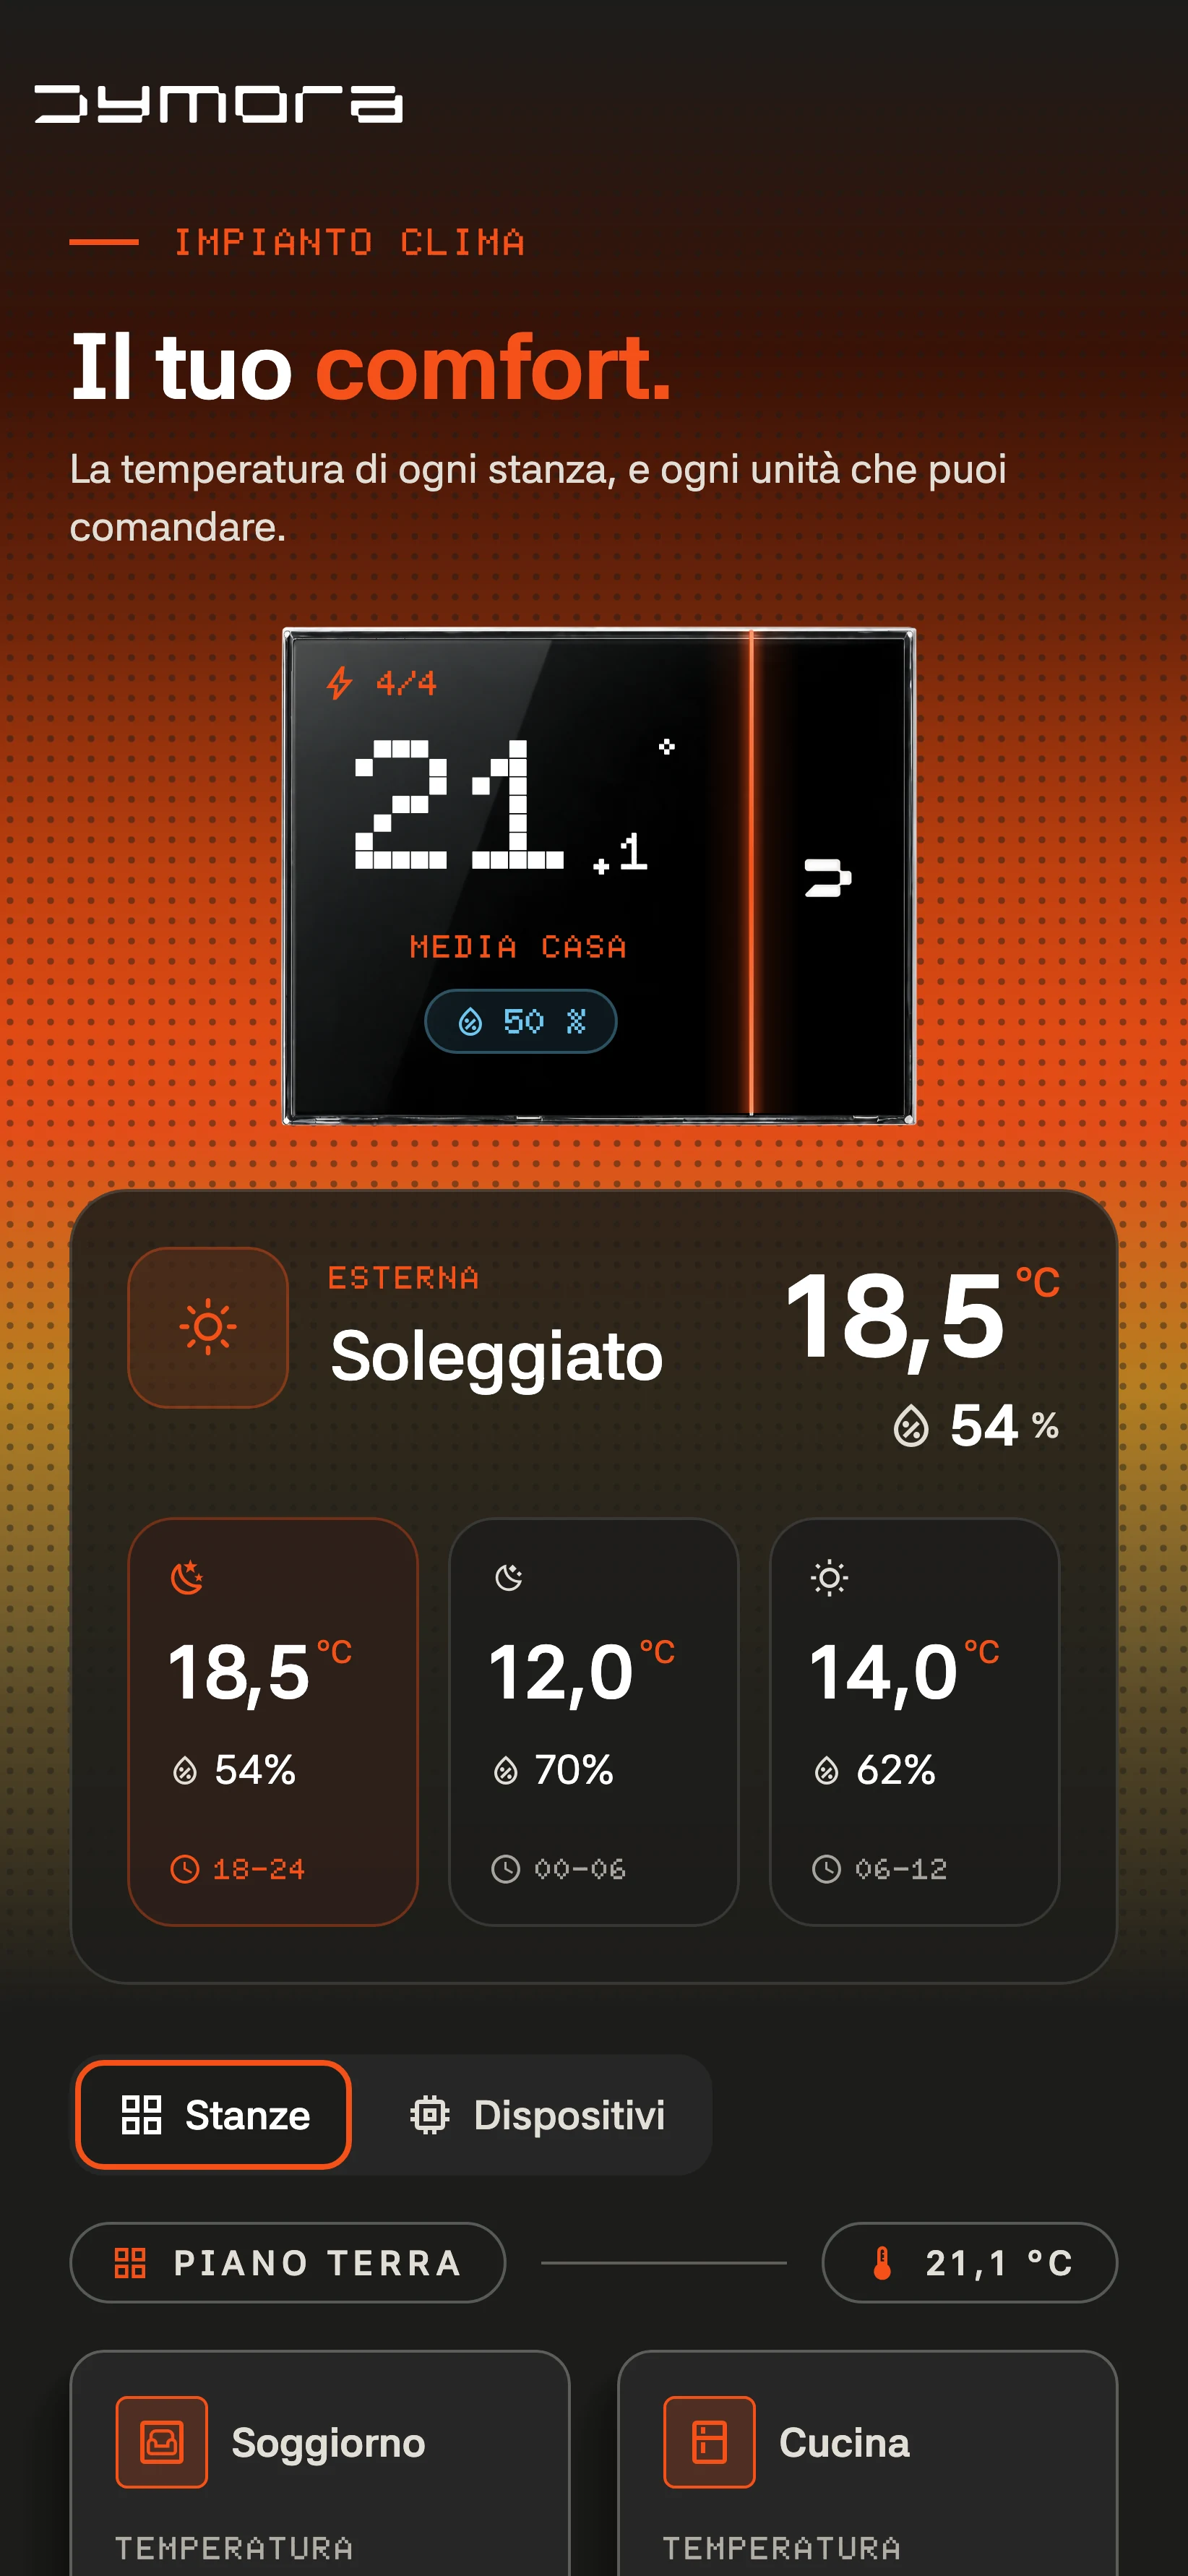 Dymora
IMPIANTO CLIMA
Il tuo comfort.
La temperatura di ogni stanza, e ogni unità che puoi
comandare.
4/4
21.1°
MEDIA CASA
50 %
ESTERNA
Soleggiato
18,5 °C
54 %
18,5 °C
54%
18–24
12,0 °C
70%
00–06
14,0 °C
62%
06–12
Stanze
Dispositivi
PIANO TERRA
21,1 °C
Soggiorno
TEMPERATURA
Cucina
TEMPERATURA